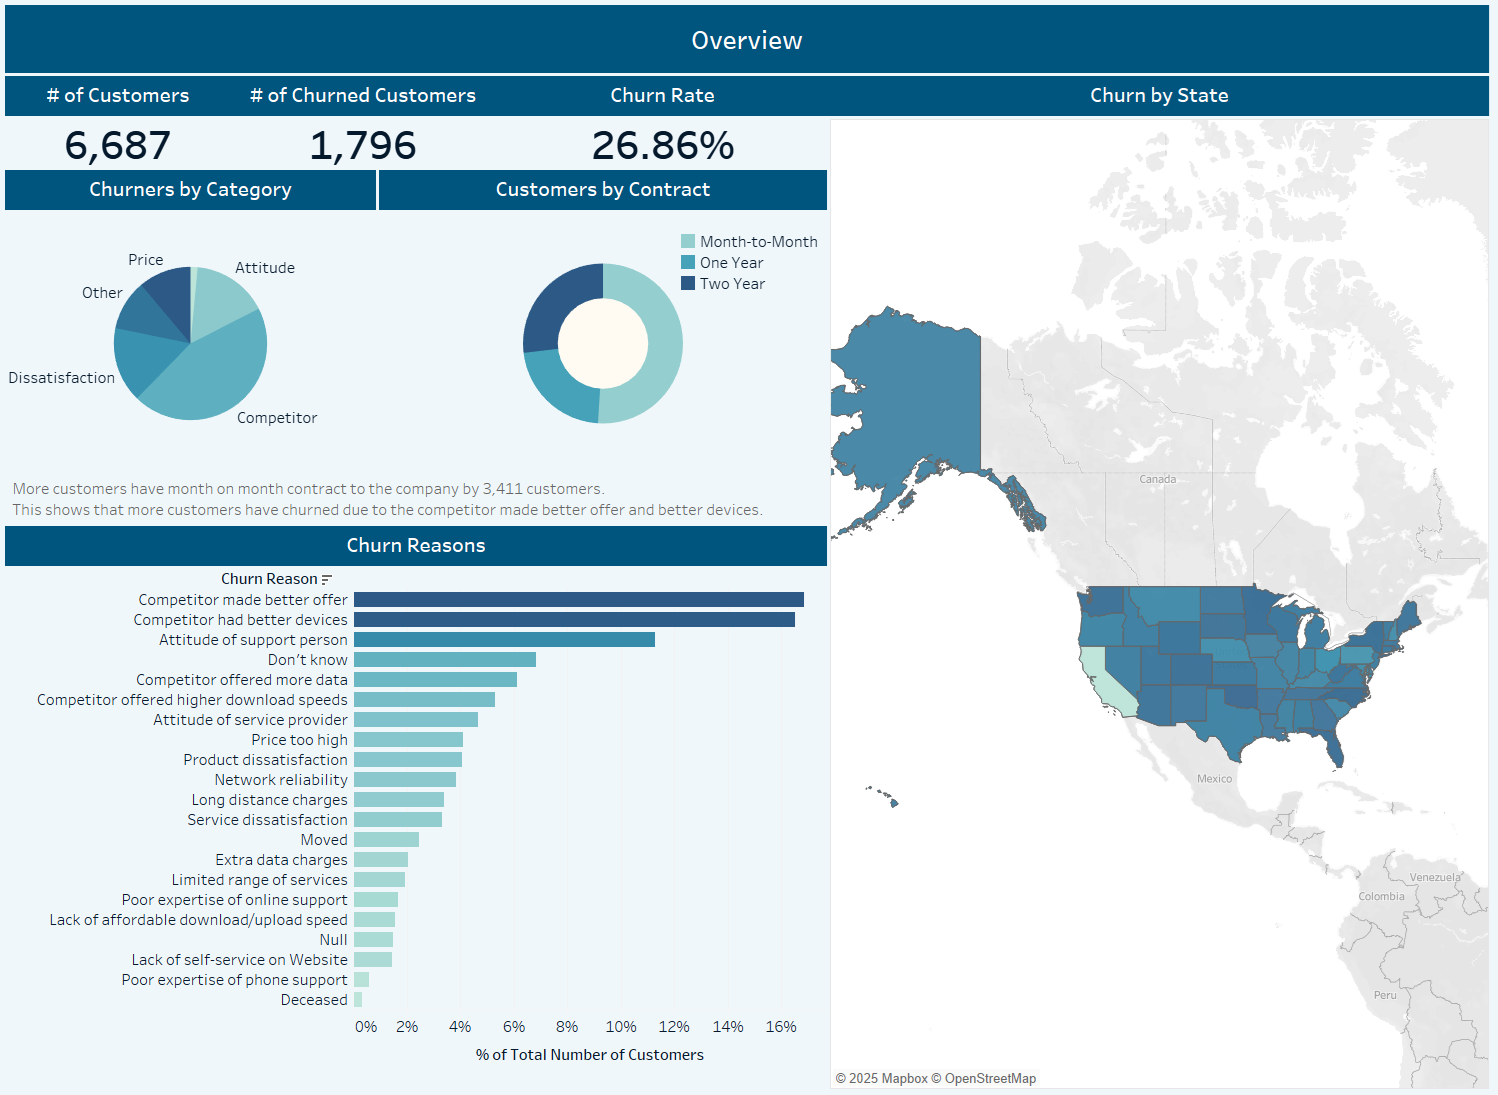 Overview
# of Customers
# of Churned Customers
Churn Rate
Churn by State
6,687
1,796
26.86%
Churners by Category
Customers by Contract
Price
Attitude
Other
Dissatisfaction
Competitor
Month-to-Month
One Year
Two Year
More customers have month on month contract to the company by 3,411 customers.
This shows that more customers have churned due to the competitor made better offer and better devices.
Churn Reasons
Churn Reason
Competitor made better offer
Competitor had better devices
Attitude of support person
Don't know
Competitor offered more data
Competitor offered higher download speeds
Attitude of service provider
Price too high
Product dissatisfaction
Network reliability
Long distance charges
Service dissatisfaction
Moved
Extra data charges
Limited range of services
Poor expertise of online support
Lack of affordable download/upload speed
Null
Lack of self-service on Website
Poor expertise of phone support
Deceased
0% 2% 4% 6% 8% 10% 12% 14% 16%
% of Total Number of Customers
Canada
Mexico
Venezuela
Colombia
Peru
© 2025 Mapbox © OpenStreetMap